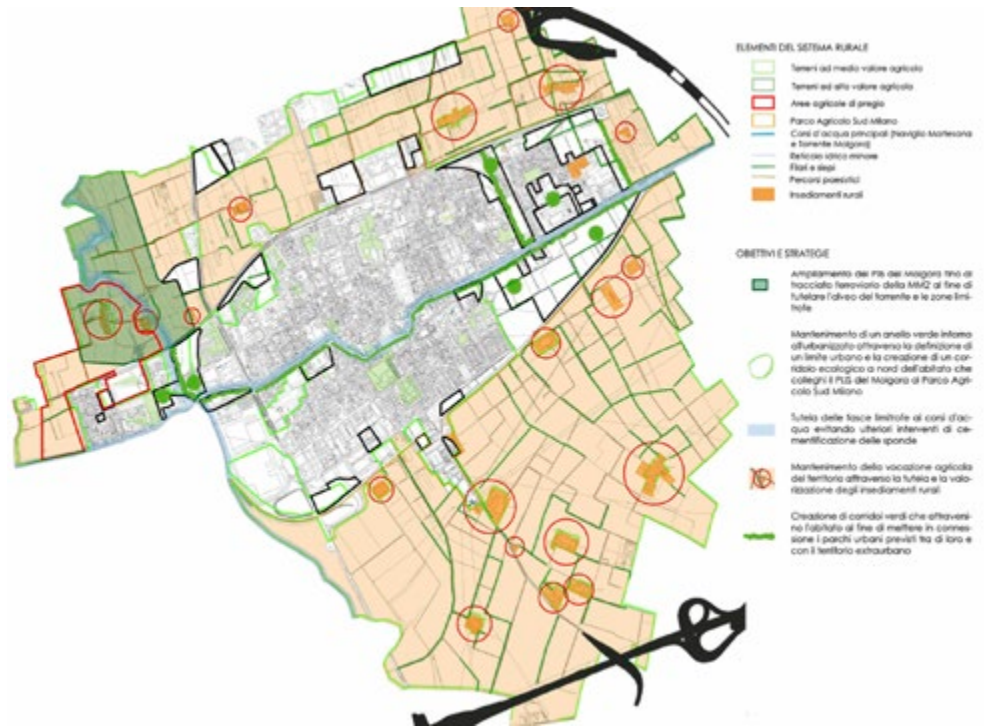 ELEMENTI DEL SISTEMA RURALE
Terreni ad medio valore agricolo
Terreni ad alto valore agricolo
Aree agricole di pregio
Parco Agricolo Sud Milano
Corsi d'acqua principali (Naviglio Martesana
e Torrente Molgora)
Reticolo idrico minore
Filari e siepi
Percorsi paesistici
Insediamenti rurali
OBIETTIVI E STRATEGIE
Ampliamento del PLIS del Molgora fino al
tracciato ferroviario della MM2 al fine di
tutelare l'alveo del torrente e le zone limi-
trofe
Mantenimento di un anello verde intorno
all'urbanizzato attraverso la definizione di
un limite urbano e la creazione di un cor-
ridoio ecologico a nord dell'abitato che
colleghi il PLIS del Molgora al Parco Agri-
colo Sud Milano
Tutela delle fasce limitrofe ai corsi d'ac-
qua evitando ulteriori interventi di ce-
mentificazione delle sponde
Mantenimento della vocazione agricola
del territorio attraverso la tutela e la valo-
rizzazione degli insediamenti rurali
Creazione di corridoi verdi che attraversi-
no l'abitato al fine di mettere in connes-
sione i parchi urbani previsti tra di loro e
con il territorio extraurbano